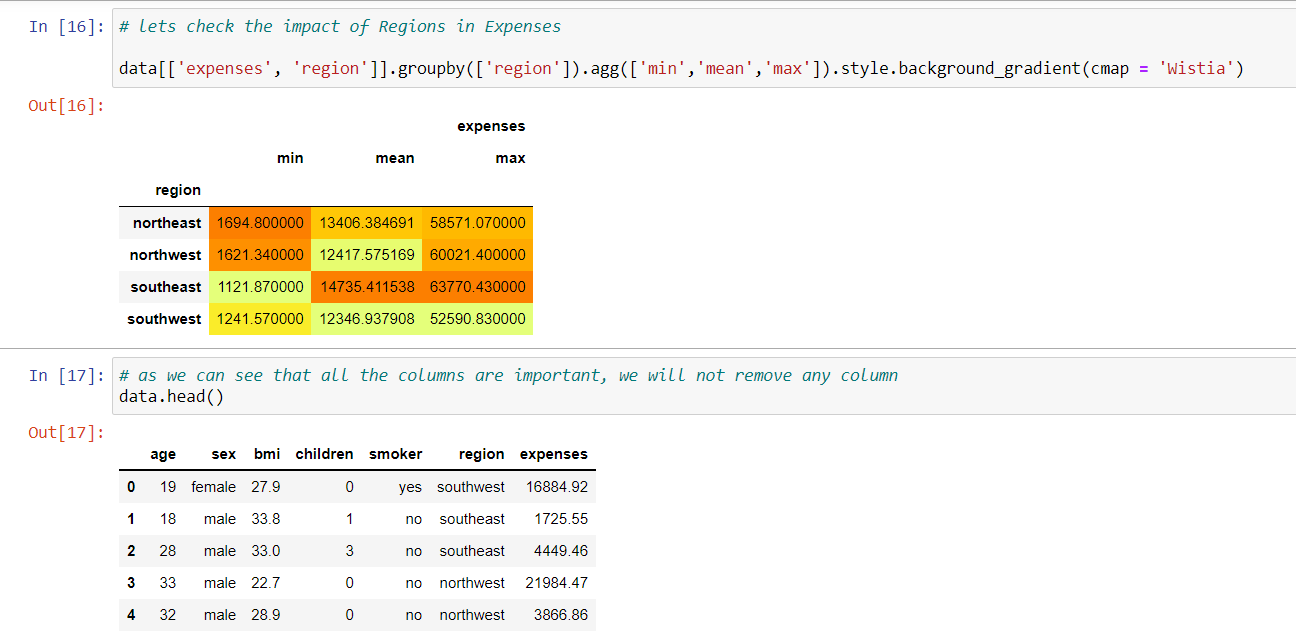 In [16]: # lets check the impact of Regions in Expenses
data[['expenses', 'region']].groupby(['region']).agg(['min','mean','max']).style.background_gradient(cmap = 'Wistia')
Out[16]:
expenses
min mean max
region
northeast 1694.800000 13406.384691 58571.070000
northwest 1621.340000 12417.575169 60021.400000
southeast 1121.870000 14735.411538 63770.430000
southwest 1241.570000 12346.937908 52590.830000
In [17]: # as we can see that all the columns are important, we will not remove any column
data.head()
Out[17]:
age sex bmi children smoker region expenses
0 19 female 27.9 0 yes southwest 16884.92
1 18 male 33.8 1 no southeast 1725.55
2 28 male 33.0 3 no southeast 4449.46
3 33 male 22.7 0 no northwest 21984.47
4 32 male 28.9 0 no northwest 3866.86